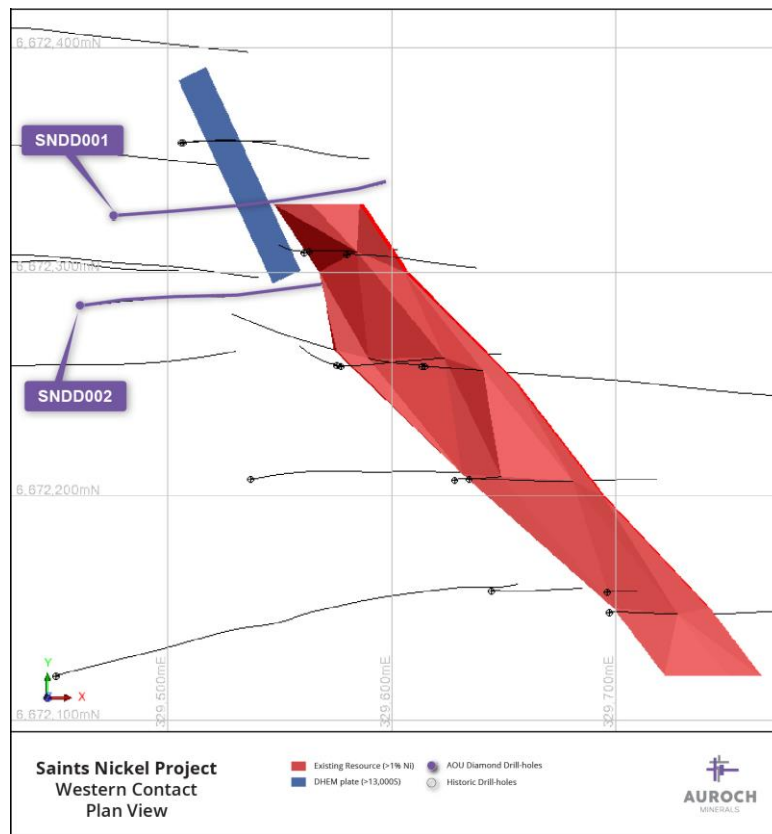 6,672,400mN
SNDD001
6,672,300mN
SNDD002
6,672,200mN
Y
X
329,500mE
329,600mE
329,700mE
6,672,100mN
Saints Nickel Project
Western Contact
Plan View
Existing Resource (>1% Ni)
DHEM plate (>13,000S)
AOU Diamond Drill-holes
Historic Drill-holes
AUROCH
MINERALS